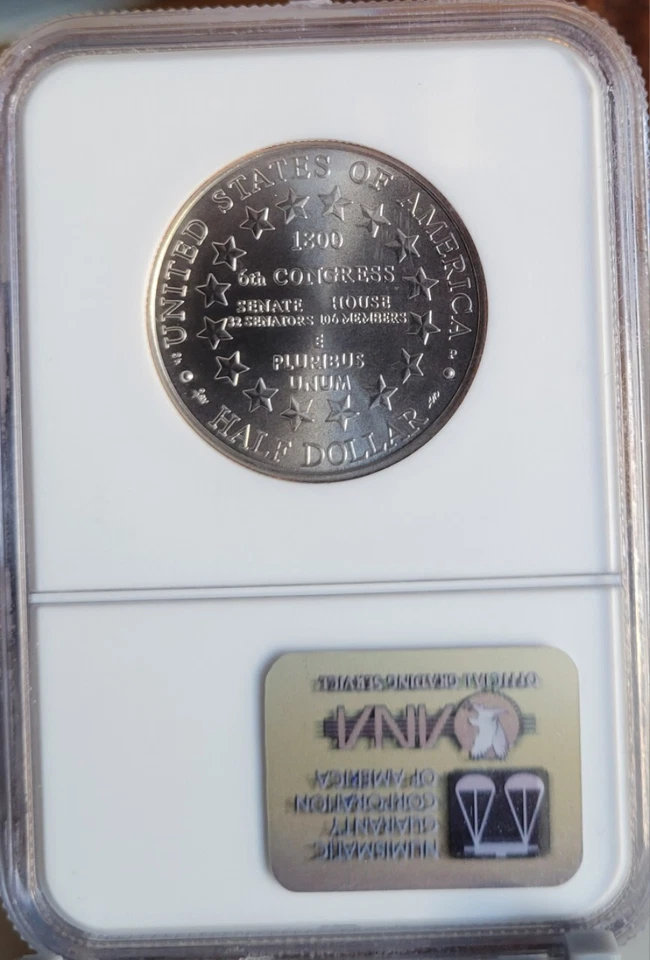 UNITED STATES OF AMERICA
1800
6th CONGRESS
SENATE HOUSE
32 SENATORS 106 MEMBERS
E
PLURIBUS
UNUM
HALF DOLLAR
OFFICIAL GRADING SERVICE
ANA
NUMISMATIC
GUARANTY
CORPORATION
OF AMERICA